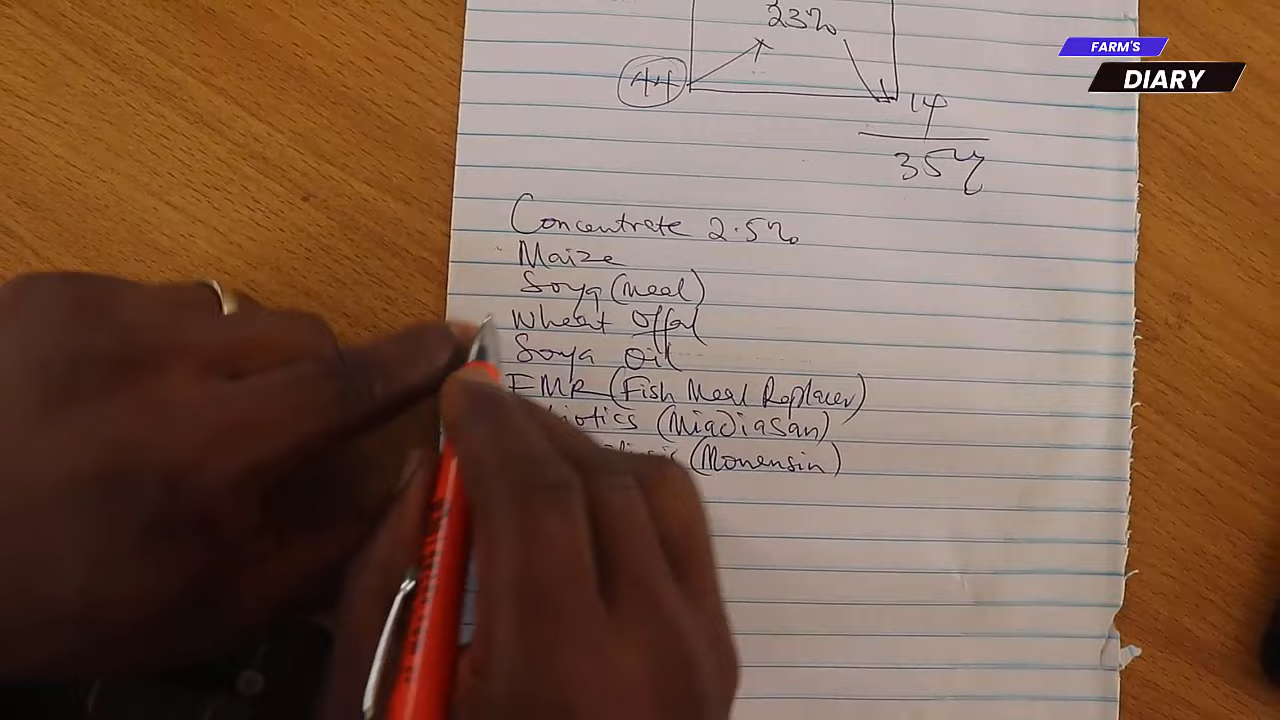 FARM'S
DIARY
23%
44
14
35
Concentrate 2.5%
Maize
Soya (Meal)
Wheat Offal
Soya Oil
FMR (Fish Meal Replacer)
biotics (Miadiasan)
(Monensin)